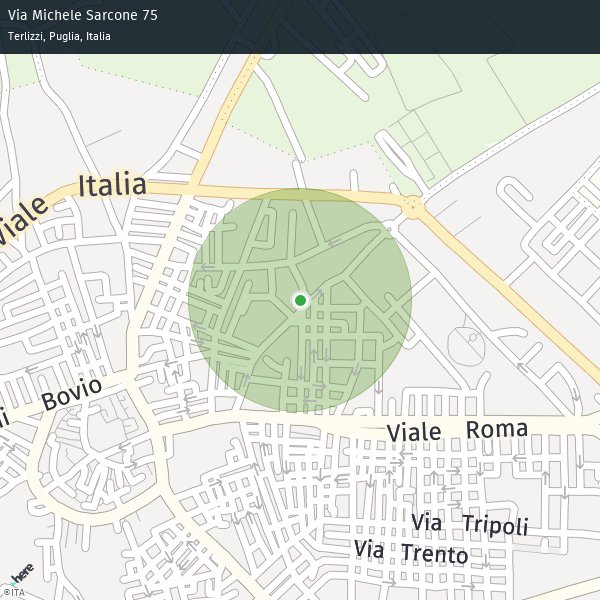 Via Michele Sarcone 75
Terlizzi, Puglia, Italia
Viale Italia
Bovio
Viale Roma
Via Tripoli
Via Trento
here
©ITA